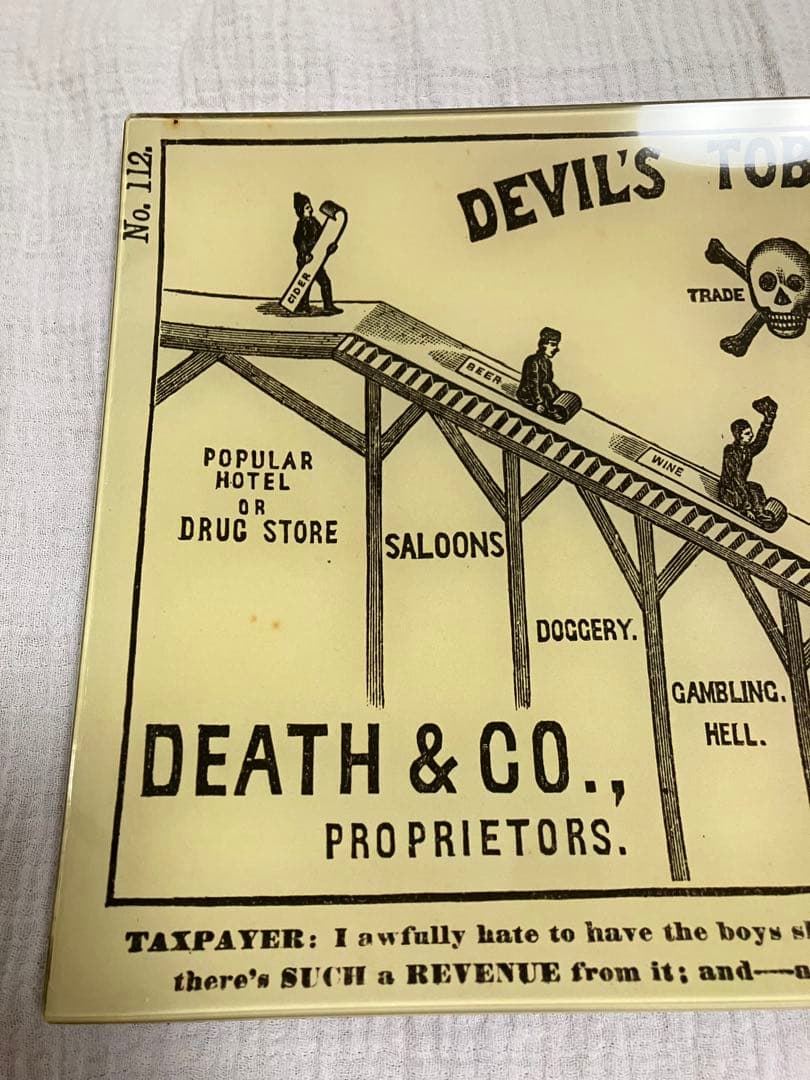 No. 112.
DEVIL'S TOB
TRADE
CIDER
BEER
WINE
POPULAR
HOTEL
OR
DRUG STORE
SALOONS
DOGGERY.
GAMBLING.
HELL.
DEATH & CO.,
PROPRIETORS.
TAXPAYER: I awfully hate to have the boys sl
there's SUCH a REVENUE from it; and—